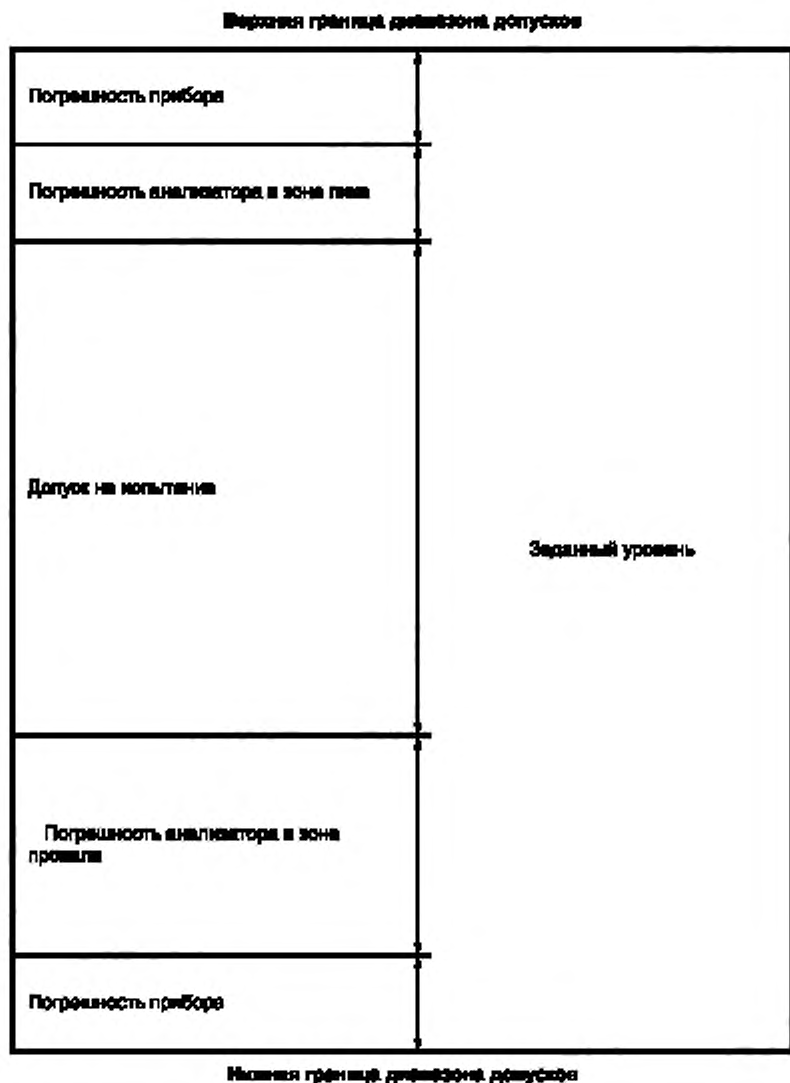 Верхняя граница диапазона допусков
Погрешность прибора
Погрешность анализатора в зоне пика
Допуск на испытание
Заданный уровень
Погрешность анализатора в зоне
провала
Погрешность прибора
Нижняя граница диапазона допусков